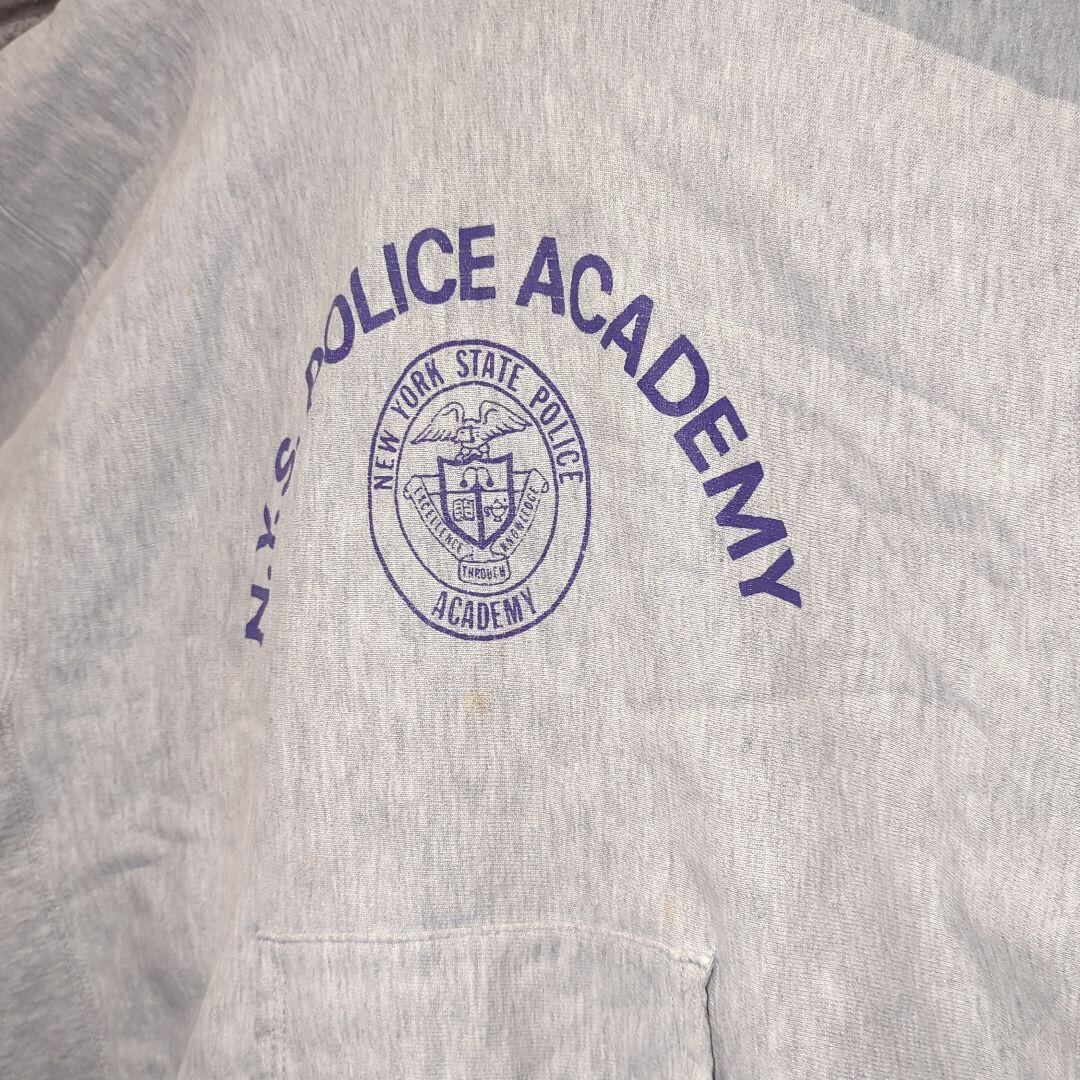 N.Y.S. POLICE ACADEMY
NEW YORK STATE POLICE
EXCELLENCE
THROUGH
KNOWLEDGE
ACADEMY